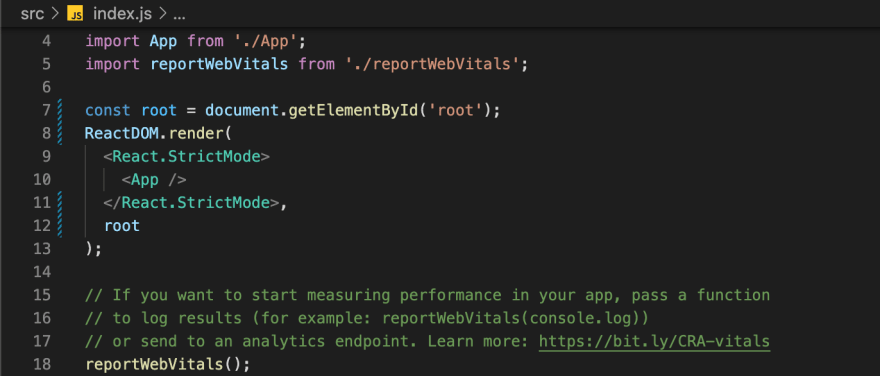 src > JS index.js > ...
4 import App from './App';
5 import reportWebVitals from './reportWebVitals';
6
7 const root = document.getElementById('root');
8 ReactDOM.render(
9   <React.StrictMode>
10     <App />
11   </React.StrictMode>,
12   root
13 );
14
15 // If you want to start measuring performance in your app, pass a function
16 // to log results (for example: reportWebVitals(console.log))
17 // or send to an analytics endpoint. Learn more: https://bit.ly/CRA-vitals
18 reportWebVitals();